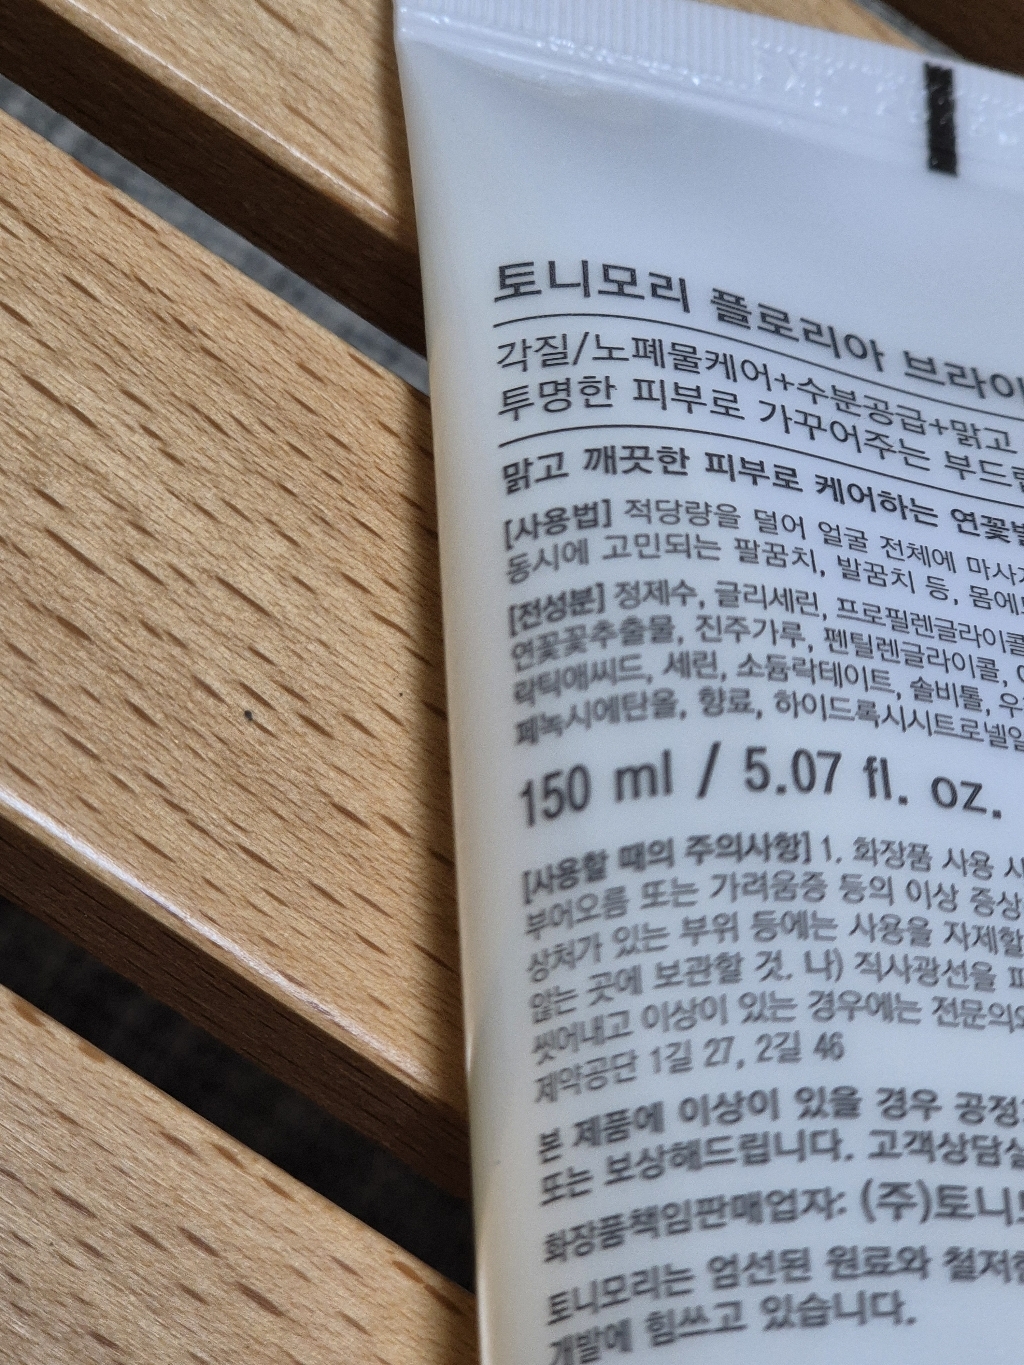 토니모리 플로리아 브라이
각질/노폐물케어+수분공급+맑고
투명한 피부로 가꾸어주는 부드
맑고 깨끗한 피부로 케어하는 연꽃
[사용법] 적당량을 덜어 얼굴 전체에 마사
동시에 고민되는 팔꿈치, 발꿈치 등, 몸에
[전성분] 정제수, 글리세린, 프로필렌글라이콜
연꽃꽃추출물, 진주가루, 펜틸렌글라이콜,
락틱애씨드, 세린, 소듐락테이트, 솔비톨, 우
페녹시에탄올, 향료, 하이드록시시트로넬알
150 ml / 5.07 fl. oz.
[사용할 때의 주의사항] 1. 화장품 사용 시
부어오름 또는 가려움증 등의 이상 증상
상처가 있는 부위 등에는 사용을 자제할
않는 곳에 보관할 것. 나) 직사광선을 피
씻어내고 이상이 있는 경우에는 전문의와
제약공단 1길 27, 2길 46
본 제품에 이상이 있을 경우 공정
또는 보상해드립니다. 고객상담실
화장품책임판매업자: (주)토니
토니모리는 엄선된 원료와 철저한
개발에 힘쓰고 있습니다.